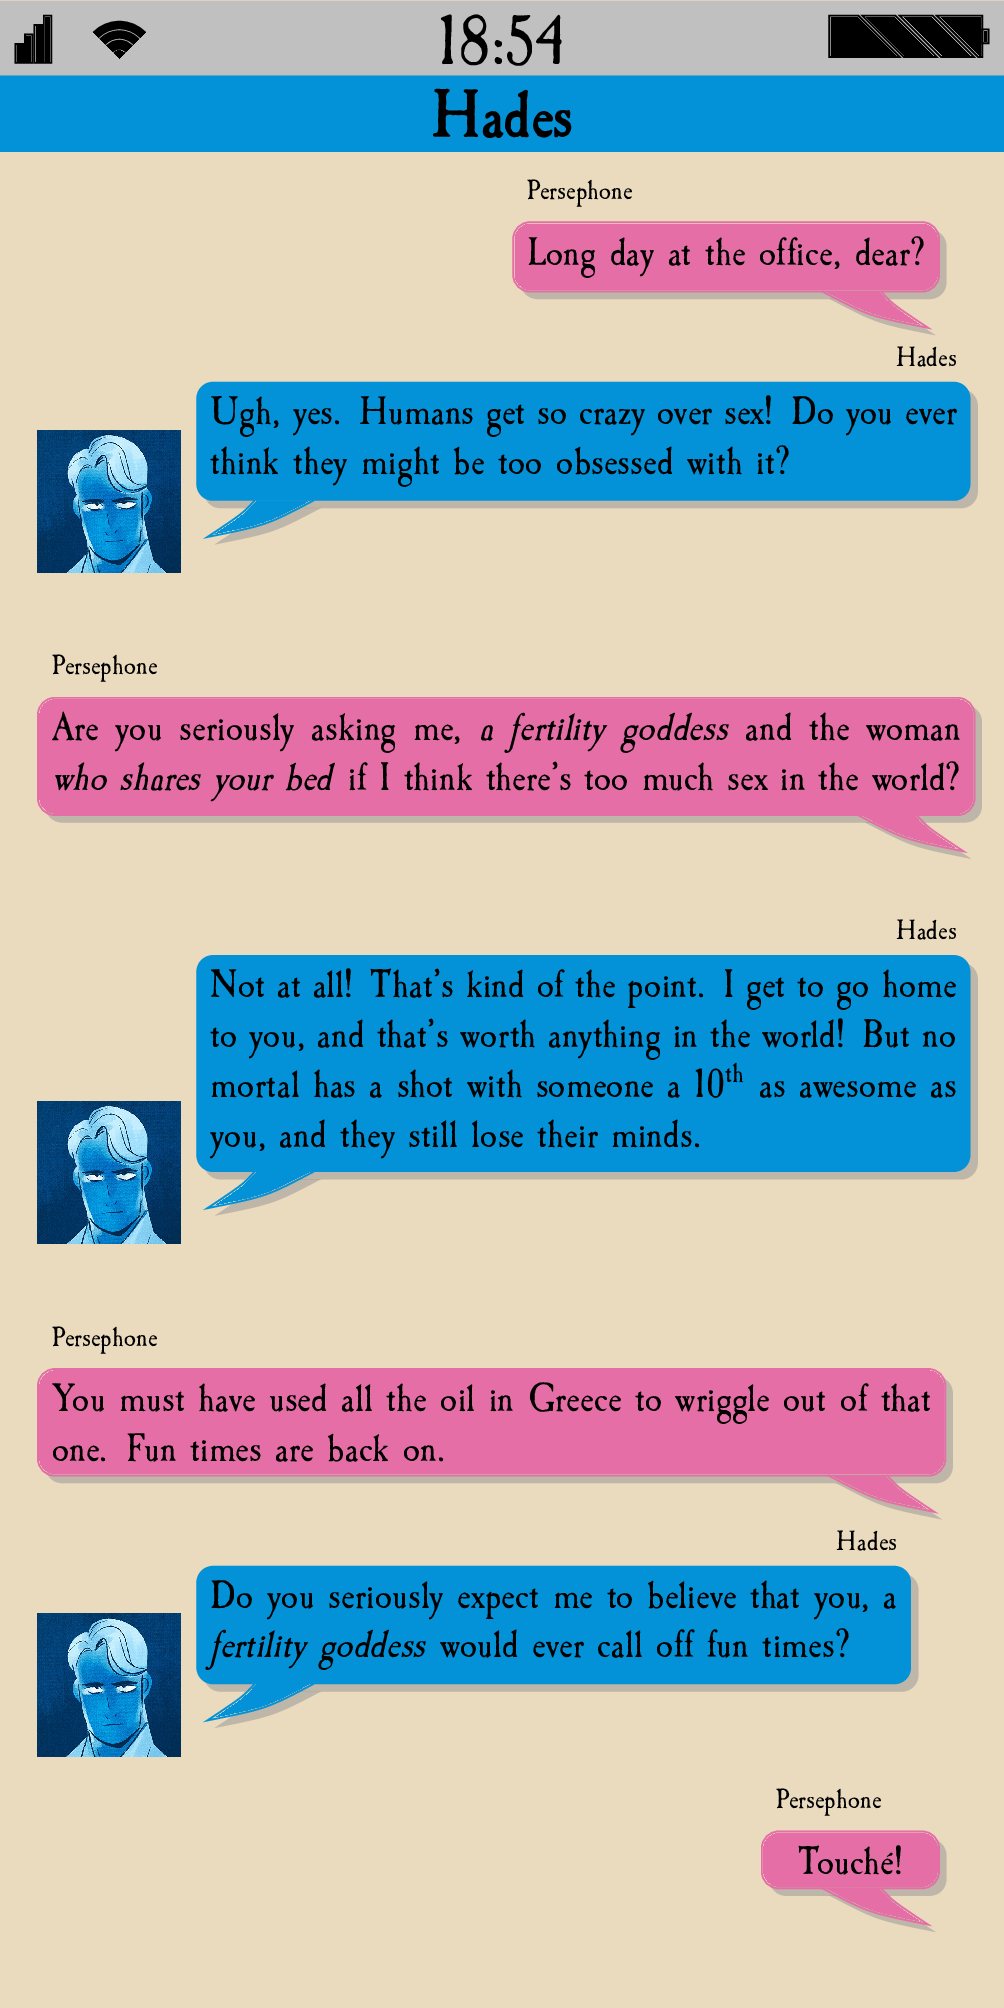 18:54
Hades
Persephone
Long day at the office, dear?
Hades
Ugh, yes. Humans get so crazy over sex! Do you ever
think they might be too obsessed with it?
Persephone
Are you seriously asking me, a fertility goddess and the woman
who shares your bed if I think there's too much sex in the world?
Hades
Not at all! That's kind of the point. I get to go home
to you, and that's worth anything in the world! But no
mortal has a shot with someone a 10th as awesome as
you, and they still lose their minds.
Persephone
You must have used all the oil in Greece to wriggle out of that
one. Fun times are back on.
Hades
Do you seriously expect me to believe that you, a
fertility goddess would ever call off fun times?
Persephone
Touché!